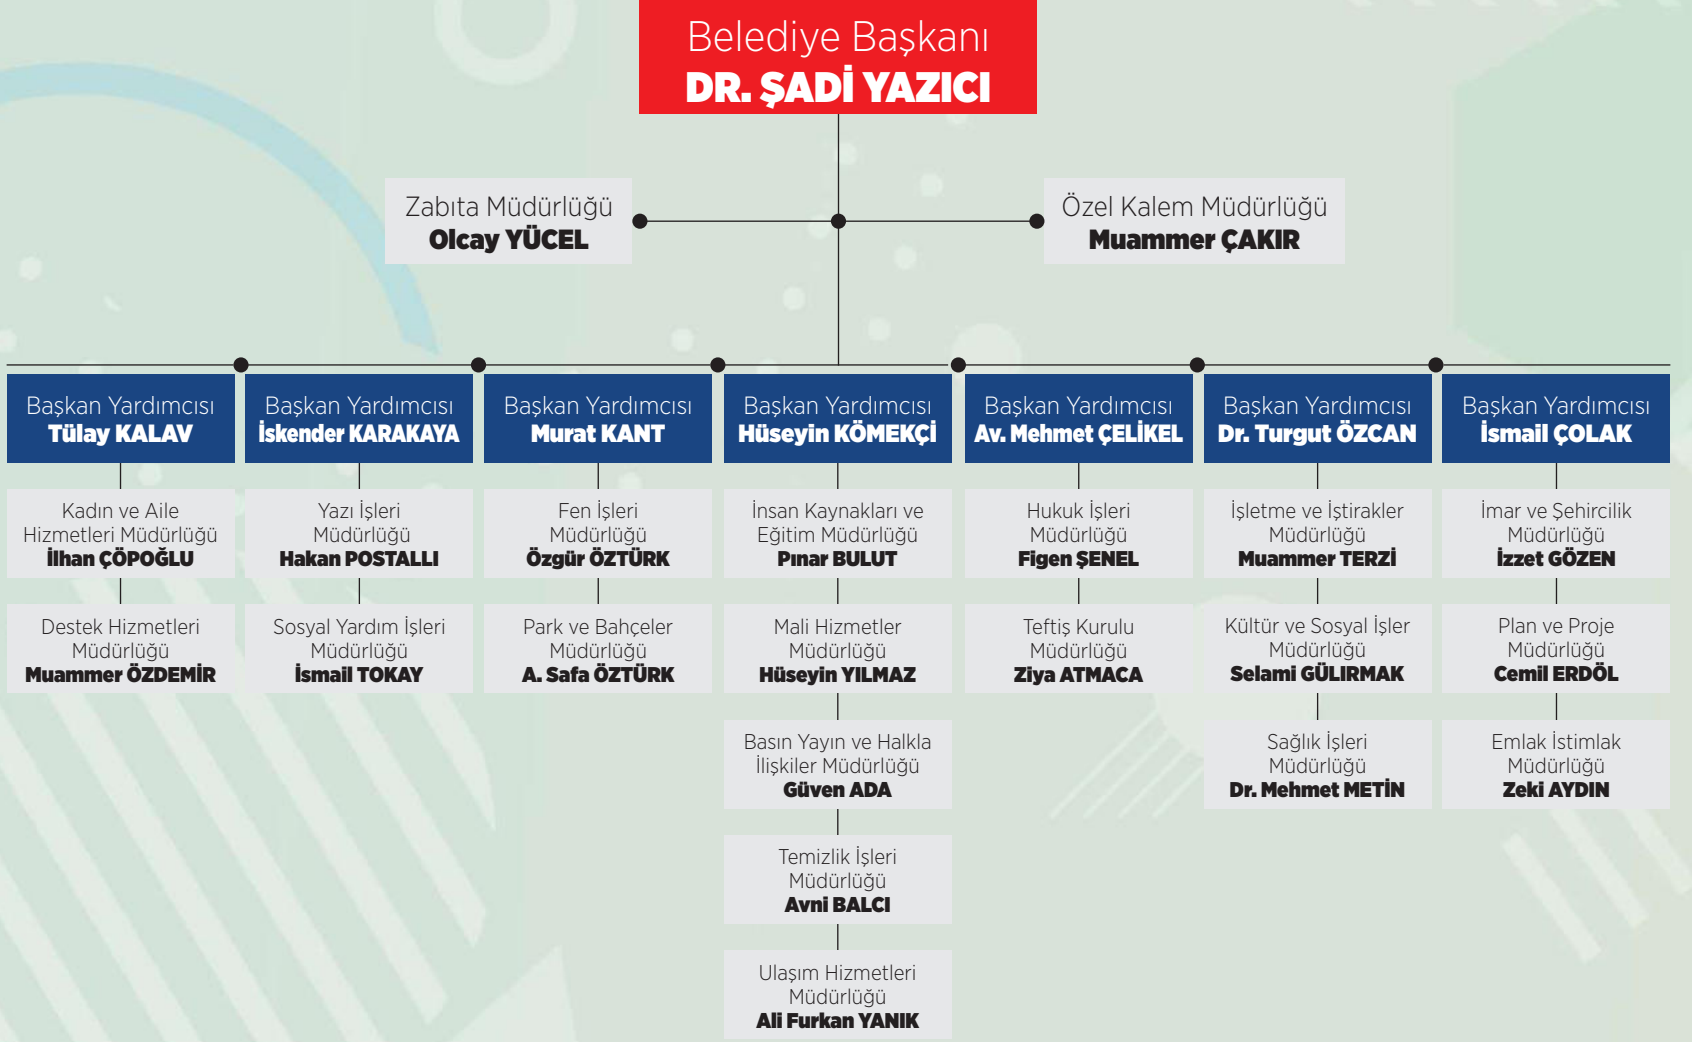 Belediye Başkanı
DR. ŞADİ YAZICI
Zabıta Müdürlüğü
Olcay YÜCEL
Özel Kalem Müdürlüğü
Muammer ÇAKIR
Başkan Yardımcısı
Tülay KALAV
Kadın ve Aile
Hizmetleri Müdürlüğü
İlhan ÇÖPOĞLU
Destek Hizmetleri
Müdürlüğü
Muammer ÖZDEMİR
Başkan Yardımcısı
İskender KARAKAYA
Yazı İşleri
Müdürlüğü
Hakan POSTALLI
Sosyal Yardım İşleri
Müdürlüğü
İsmail TOKAY
Başkan Yardımcısı
Murat KANT
Fen İşleri
Müdürlüğü
Özgür ÖZTÜRK
Park ve Bahçeler
Müdürlüğü
A. Safa ÖZTÜRK
Başkan Yardımcısı
Hüseyin KÖMEKÇİ
İnsan Kaynakları ve
Eğitim Müdürlüğü
Pınar BULUT
Mali Hizmetler
Müdürlüğü
Hüseyin YILMAZ
Basın Yayın ve Halkla
İlişkiler Müdürlüğü
Güven ADA
Temizlik İşleri
Müdürlüğü
Avni BALCI
Ulaşım Hizmetleri
Müdürlüğü
Ali Furkan YANIK
Başkan Yardımcısı
Av. Mehmet ÇELİKEL
Hukuk İşleri
Müdürlüğü
Figen ŞENEL
Teftiş Kurulu
Müdürlüğü
Ziya ATMACA
Başkan Yardımcısı
Dr. Turgut ÖZCAN
İşletme ve İştirakler
Müdürlüğü
Muammer TERZİ
Kültür ve Sosyal İşler
Müdürlüğü
Selami GÜLIRMAK
Sağlık İşleri
Müdürlüğü
Dr. Mehmet METİN
Başkan Yardımcısı
İsmail ÇOLAK
İmar ve Şehircilik
Müdürlüğü
İzzet GÖZEN
Plan ve Proje
Müdürlüğü
Cemil ERDÖL
Emlak İstimlak
Müdürlüğü
Zeki AYDIN